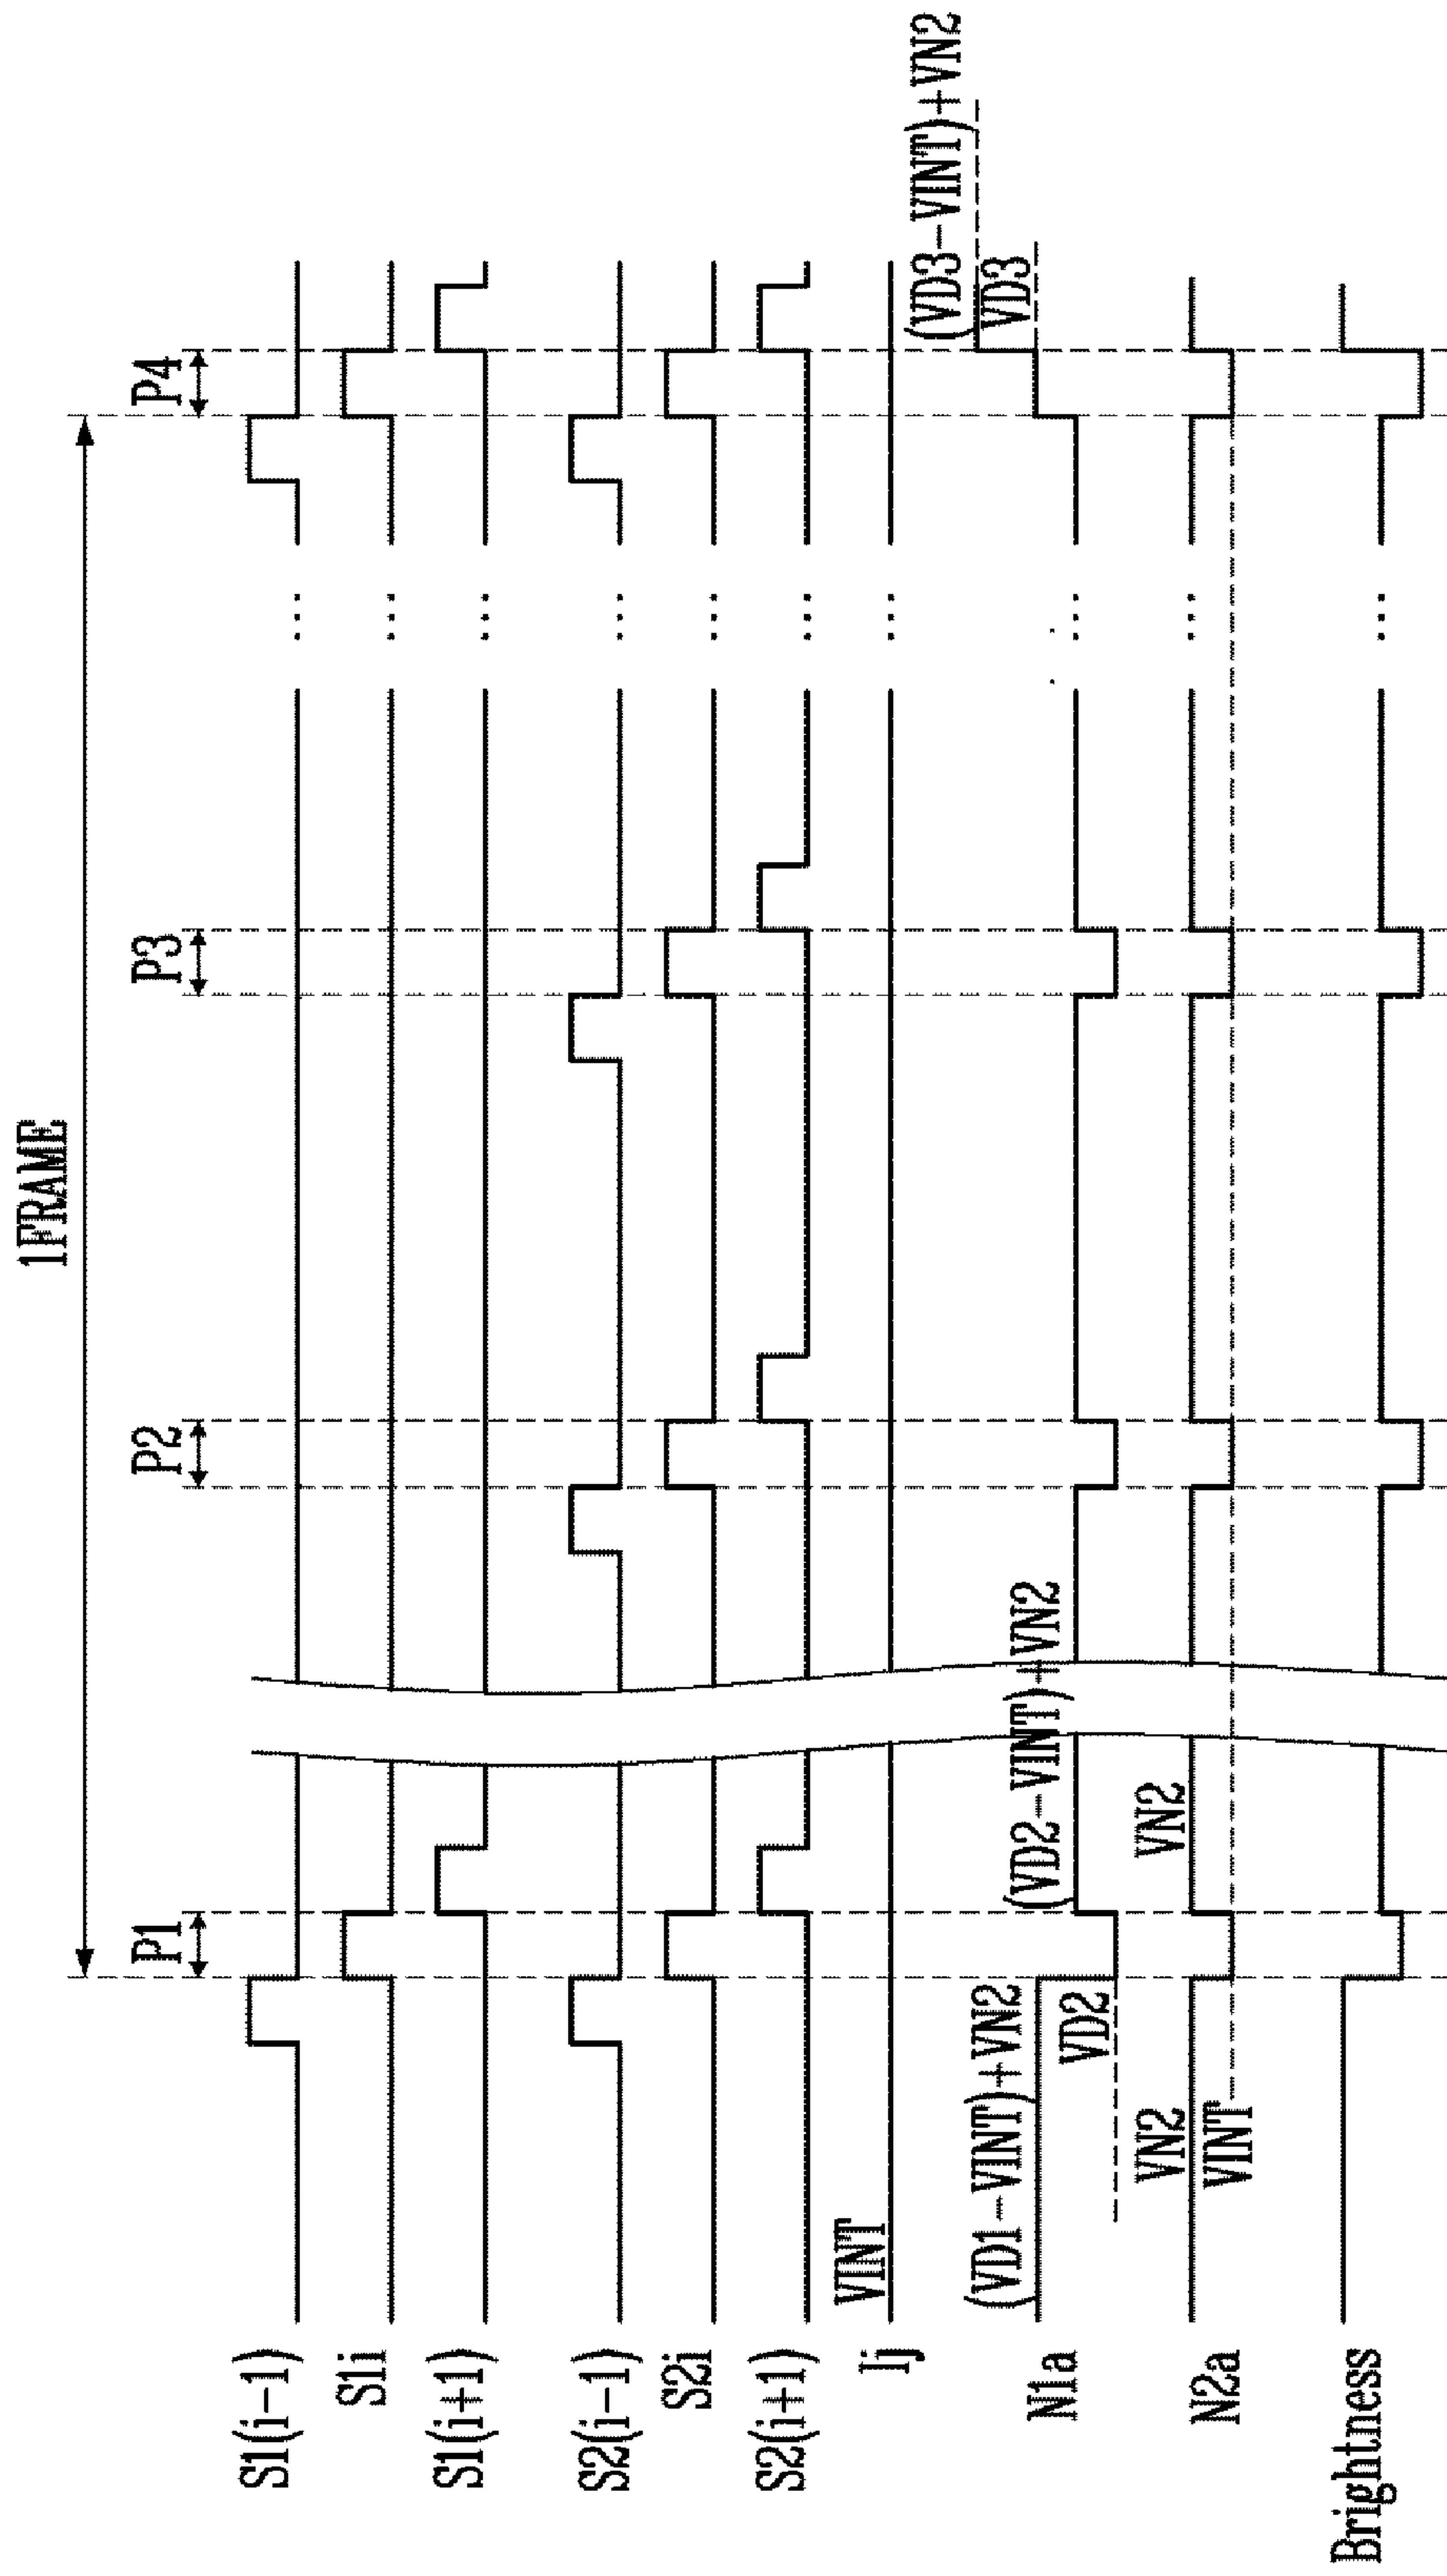 1FRAME
P1
P2
P3
P4
S1(i-1)
S1i
S1(i+1)
S2(i-1)
S2i
S2(i+1)
Ij
VINT
N1a
(VD1-VINT)+VN2
VD2
(VD2-VINT)+VN2
(VD3-VINT)+VN2
VD3
N2a
VN2
VINT
VN2
Brightness